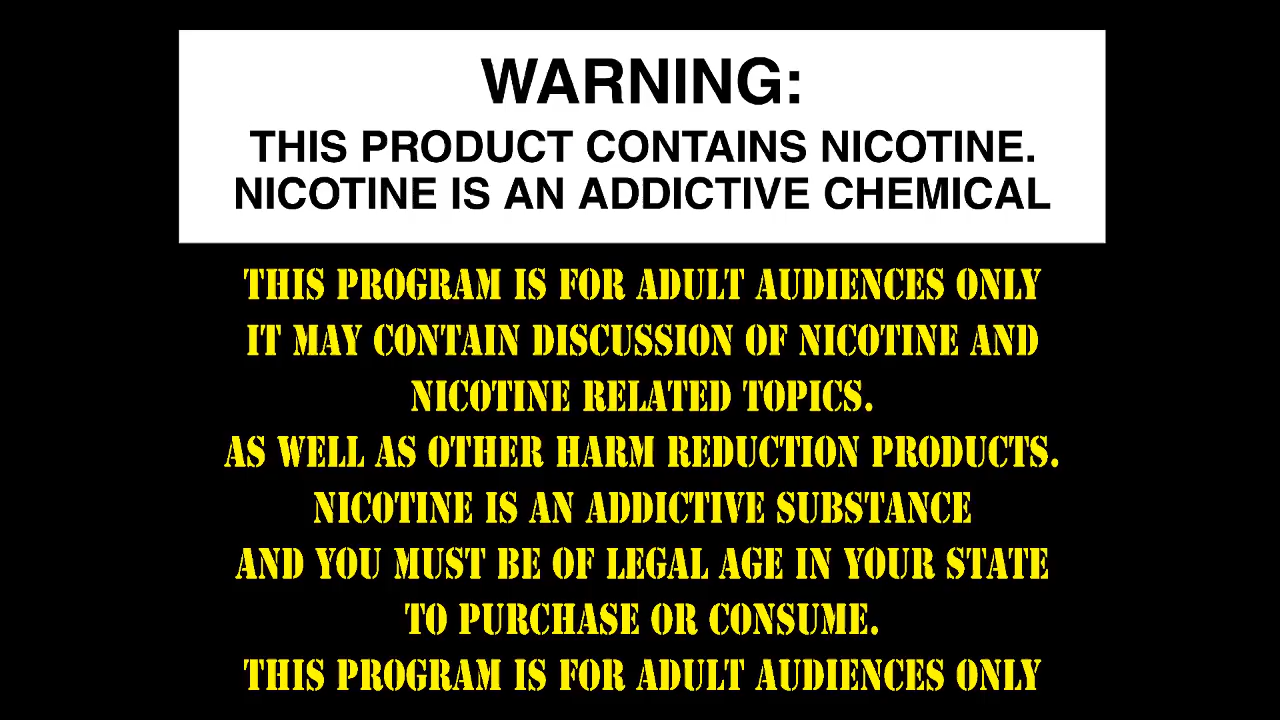 WARNING:
THIS PRODUCT CONTAINS NICOTINE.
NICOTINE IS AN ADDICTIVE CHEMICAL
THIS PROGRAM IS FOR ADULT AUDIENCES ONLY
IT MAY CONTAIN DISCUSSION OF NICOTINE AND
NICOTINE RELATED TOPICS.
AS WELL AS OTHER HARM REDUCTION PRODUCTS.
NICOTINE IS AN ADDICTIVE SUBSTANCE
AND YOU MUST BE OF LEGAL AGE IN YOUR STATE
TO PURCHASE OR CONSUME.
THIS PROGRAM IS FOR ADULT AUDIENCES ONLY